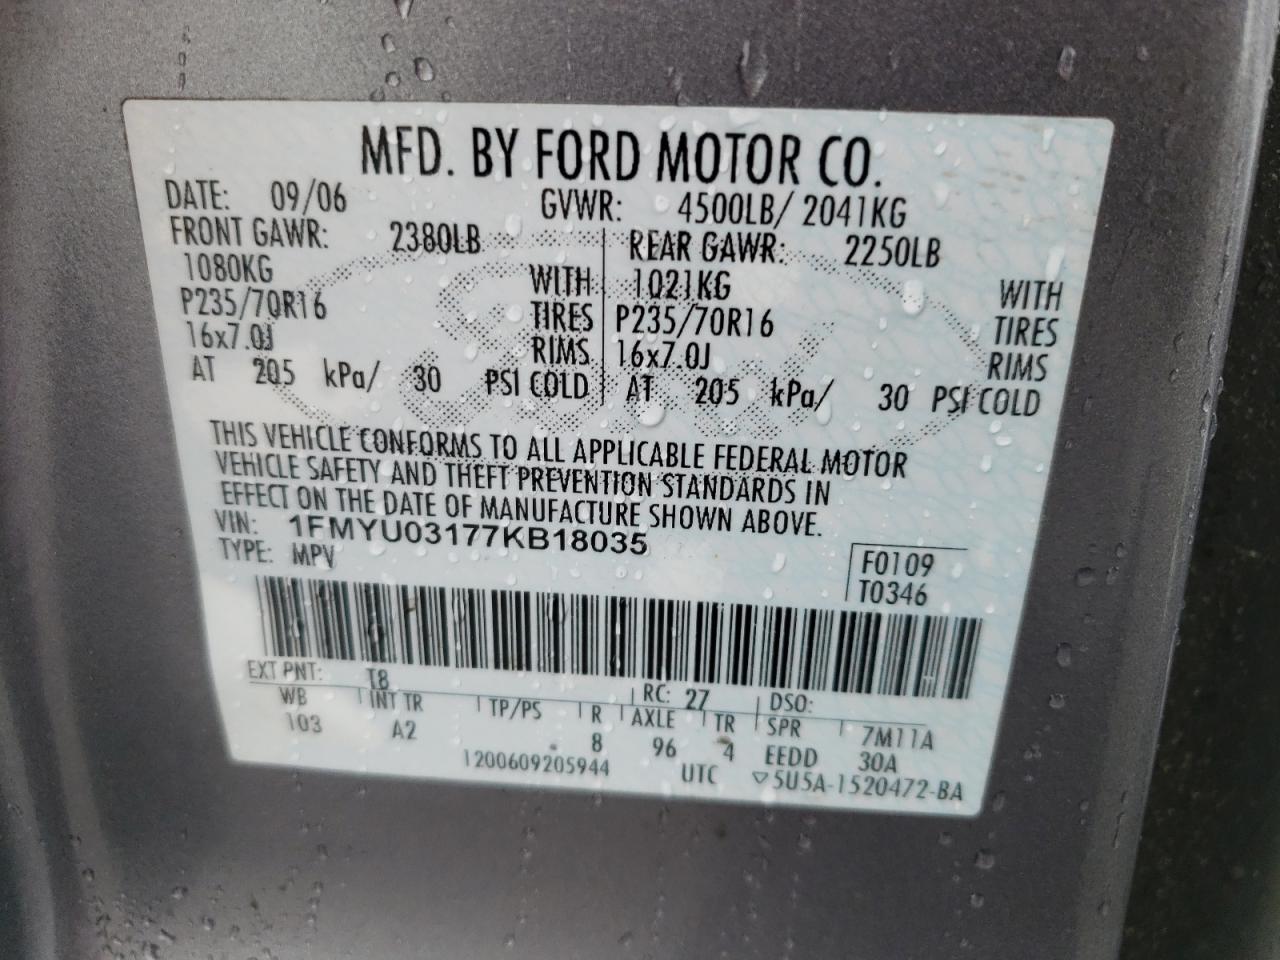 MFD. BY FORD MOTOR CO.
DATE: 09/06 GVWR: 4500LB/ 2041KG
FRONT GAWR: 2380LB REAR GAWR: 2250LB
1080KG WITH 1021KG WITH
P235/70R16 TIRES P235/70R16 TIRES
16x7.0J RIMS 16x7.0J RIMS
AT 205 kPa/ 30 PSI COLD AT 205 kPa/ 30 PSI COLD
THIS VEHICLE CONFORMS TO ALL APPLICABLE FEDERAL MOTOR
VEHICLE SAFETY AND THEFT PREVENTION STANDARDS IN
EFFECT ON THE DATE OF MANUFACTURE SHOWN ABOVE.
VIN: 1FMYU03177KB18035
TYPE: MPV
F0109
T0346
EXT PNT: T8 RC: 27 DSO:
WB INT TR TP/PS R AXLE TR SPR 7M11A
103 A2 8 96 4 EEDD 30A
1200609205944 UTC ▽5U5A-1520472-BA